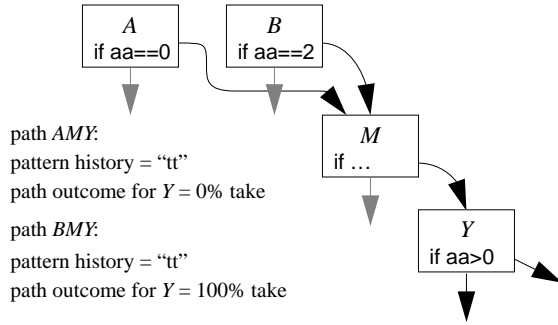 A
if aa==0
B
if aa==2
M
if …
path AMY:
pattern history = “tt”
path outcome for Y = 0% take
path BMY:
pattern history = “tt”
path outcome for Y = 100% take
Y
if aa>0